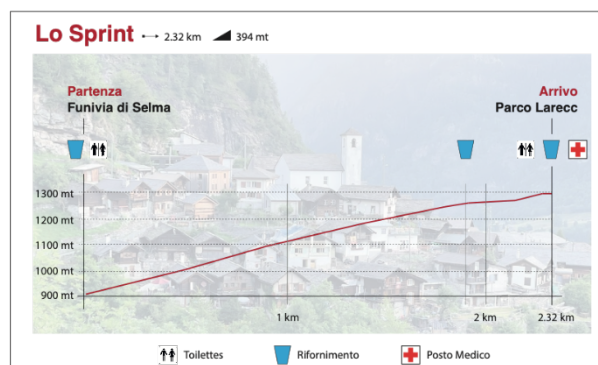 Lo Sprint 2.32 km 394 mt
Partenza
Funivia di Selma
Arrivo
Parco Larecc
1300 mt
1200 mt
1100 mt
1000 mt
900 mt
1 km
2 km
2.32 km
Toilettes
Rifornimento
Posto Medico